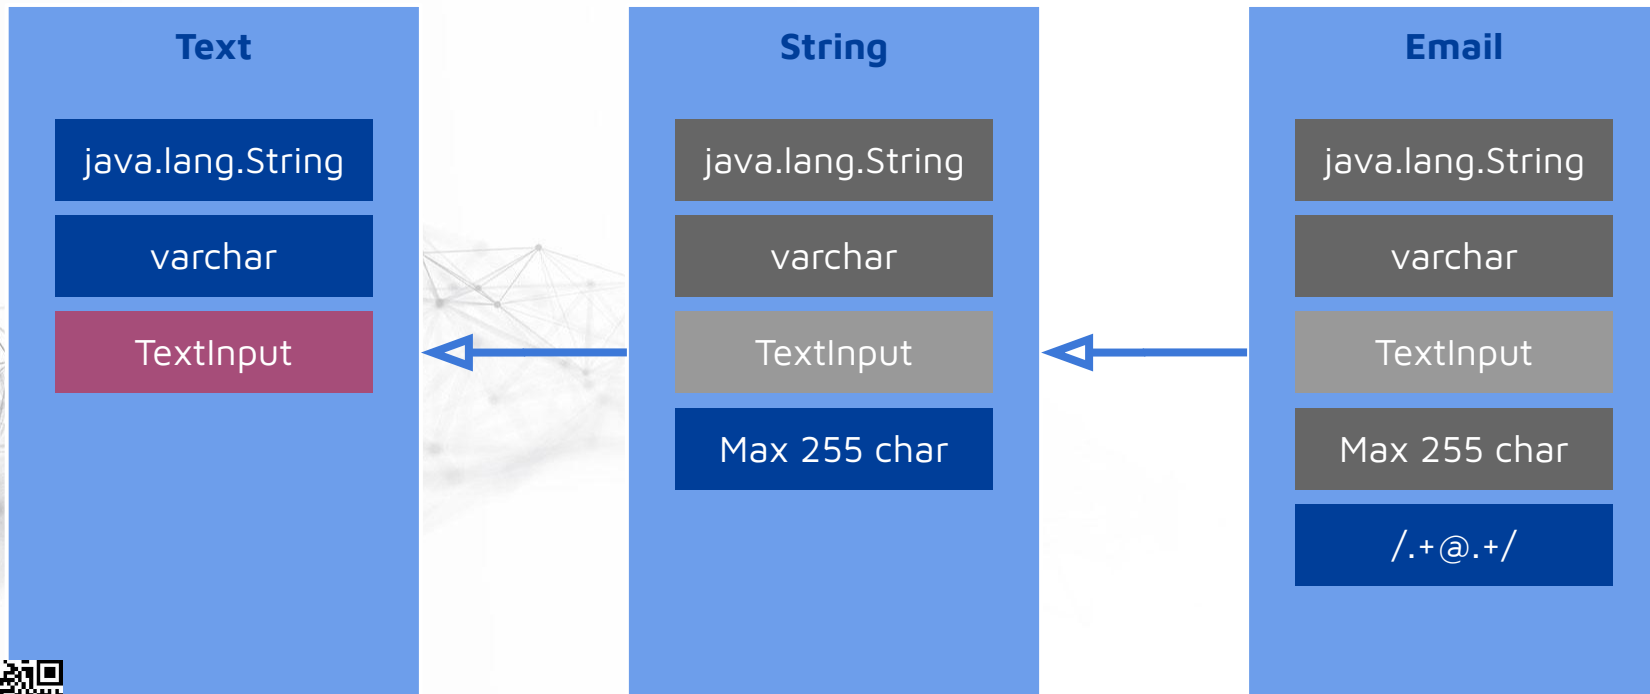 Text
java.lang.String
varchar
TextInput
String
java.lang.String
varchar
TextInput
Max 255 char
Email
java.lang.String
varchar
TextInput
Max 255 char
/.+@.+/